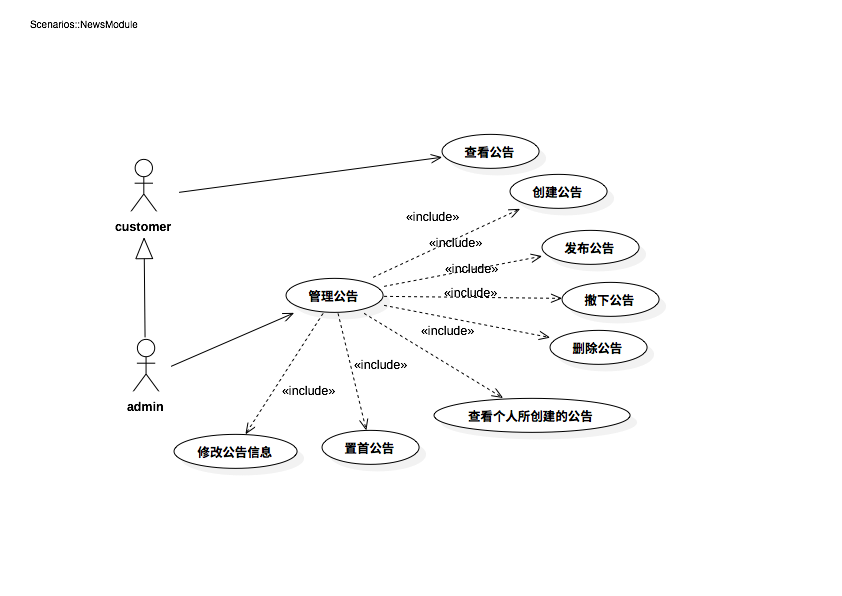 Scenarios::NewsModule
查看公告
创建公告
customer
«include»
«include»
发布公告
«include»
管理公告
«include»
撤下公告
«include»
删除公告
«include»
«include»
admin
查看个人所创建的公告
修改公告信息
置首公告